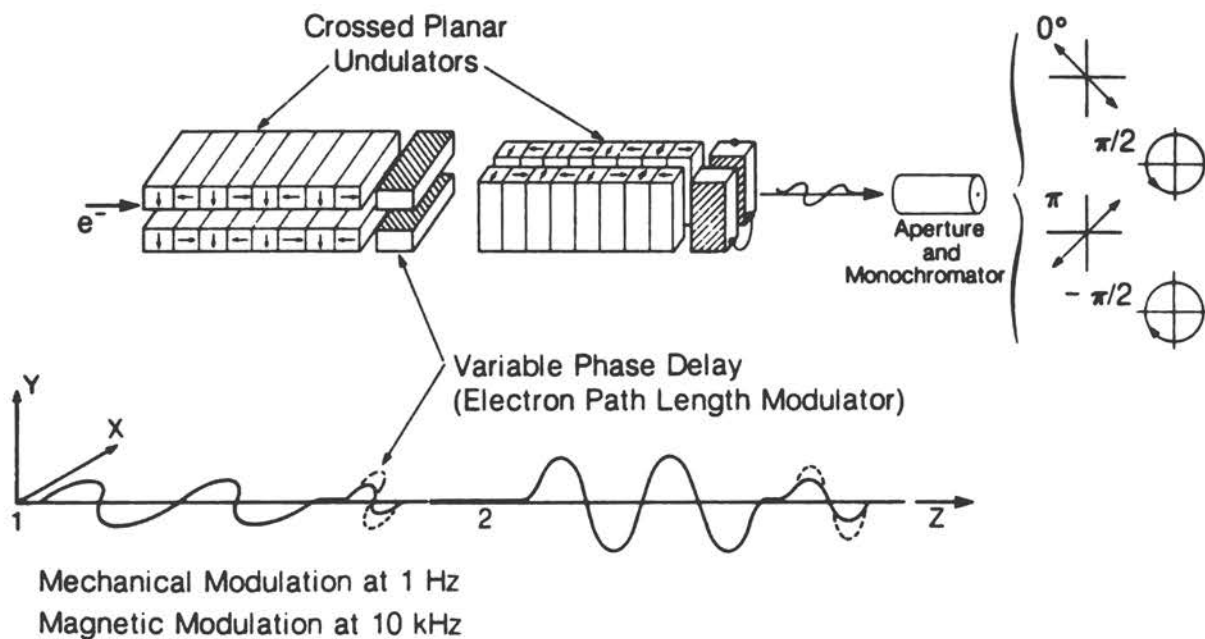 Crossed Planar
Undulators
e⁻
Aperture
and
Monochromator
0°
π/2
π
- π/2
Variable Phase Delay
(Electron Path Length Modulator)
Y
X
1
2
Z
Mechanical Modulation at 1 Hz
Magnetic Modulation at 10 kHz